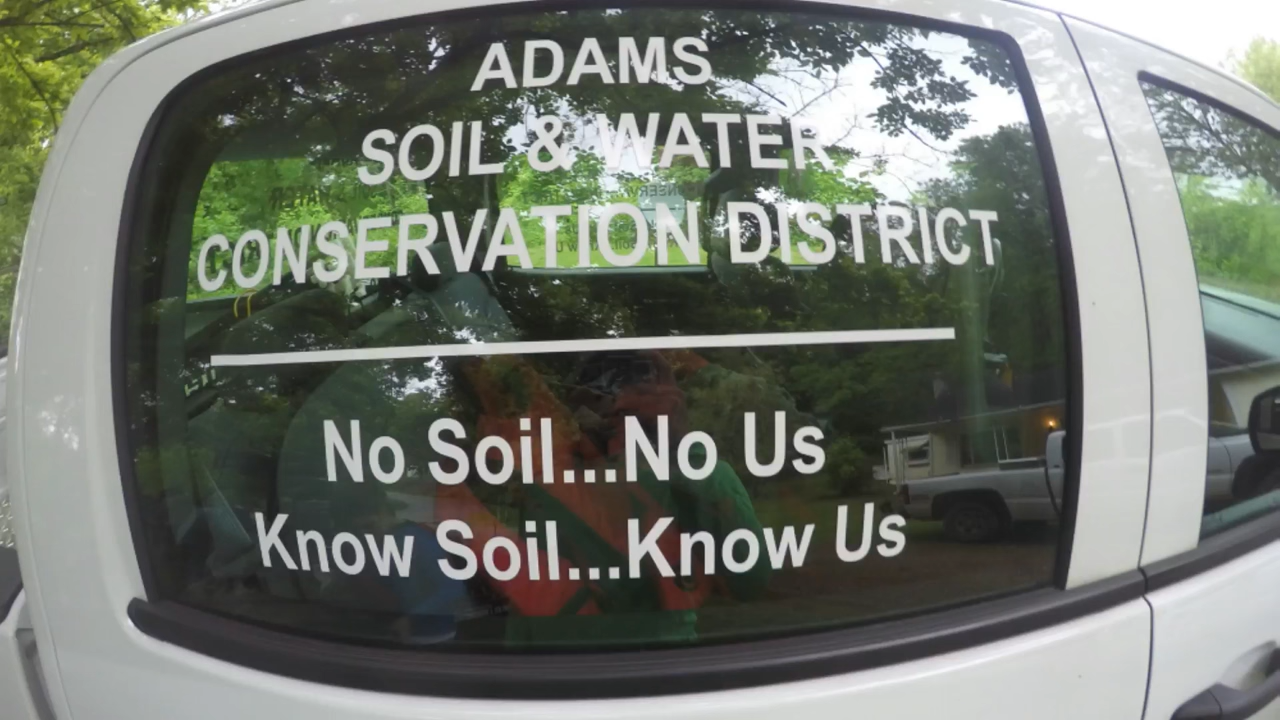 ADAMS
SOIL & WATER
CONSERVATION DISTRICT
No Soil...No Us
Know Soil...Know Us